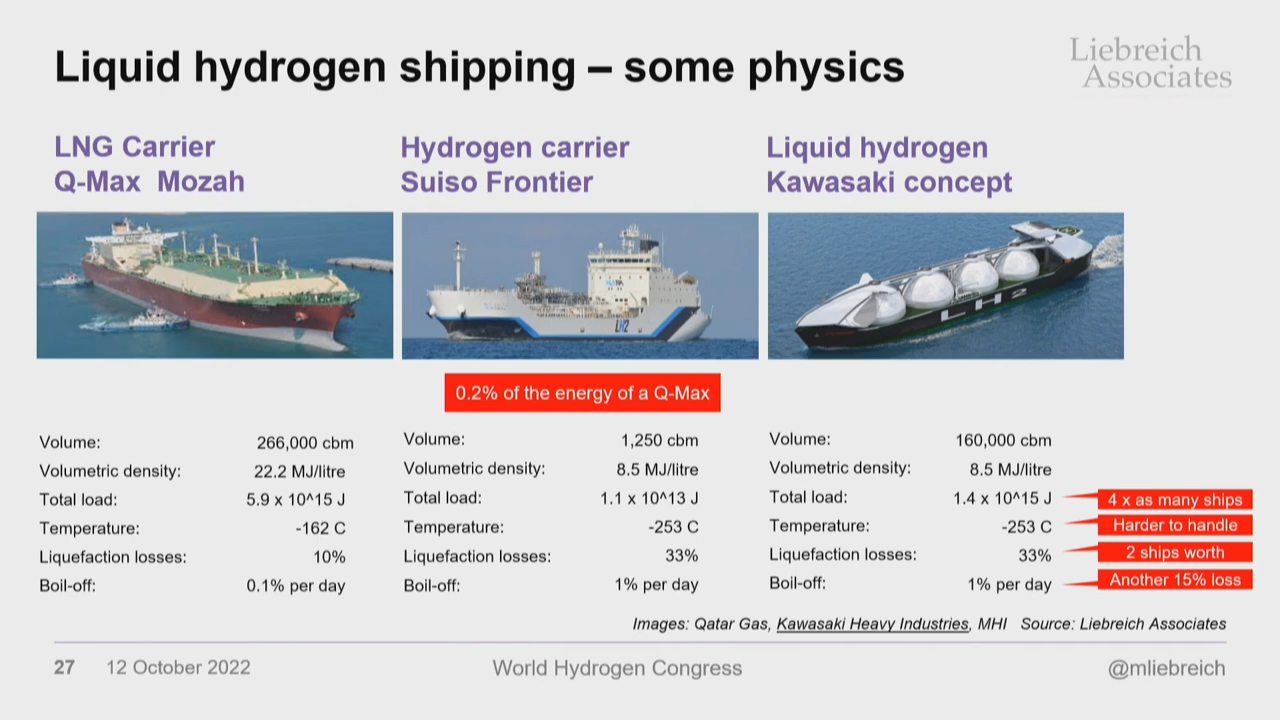 Liquid hydrogen shipping – some physics
Liebreich
Associates
LNG Carrier
Q-Max Mozah
Hydrogen carrier
Suiso Frontier
Liquid hydrogen
Kawasaki concept
LH2
LH2
0.2% of the energy of a Q-Max
Volume: 266,000 cbm
Volumetric density: 22.2 MJ/litre
Total load: 5.9 x 10^15 J
Temperature: -162 C
Liquefaction losses: 10%
Boil-off: 0.1% per day
Volume: 1,250 cbm
Volumetric density: 8.5 MJ/litre
Total load: 1.1 x 10^13 J
Temperature: -253 C
Liquefaction losses: 33%
Boil-off: 1% per day
Volume: 160,000 cbm
Volumetric density: 8.5 MJ/litre
Total load: 1.4 x 10^15 J
Temperature: -253 C
Liquefaction losses: 33%
Boil-off: 1% per day
4 x as many ships
Harder to handle
2 ships worth
Another 15% loss
Images: Qatar Gas, Kawasaki Heavy Industries, MHI Source: Liebreich Associates
27 12 October 2022 World Hydrogen Congress @mliebreich